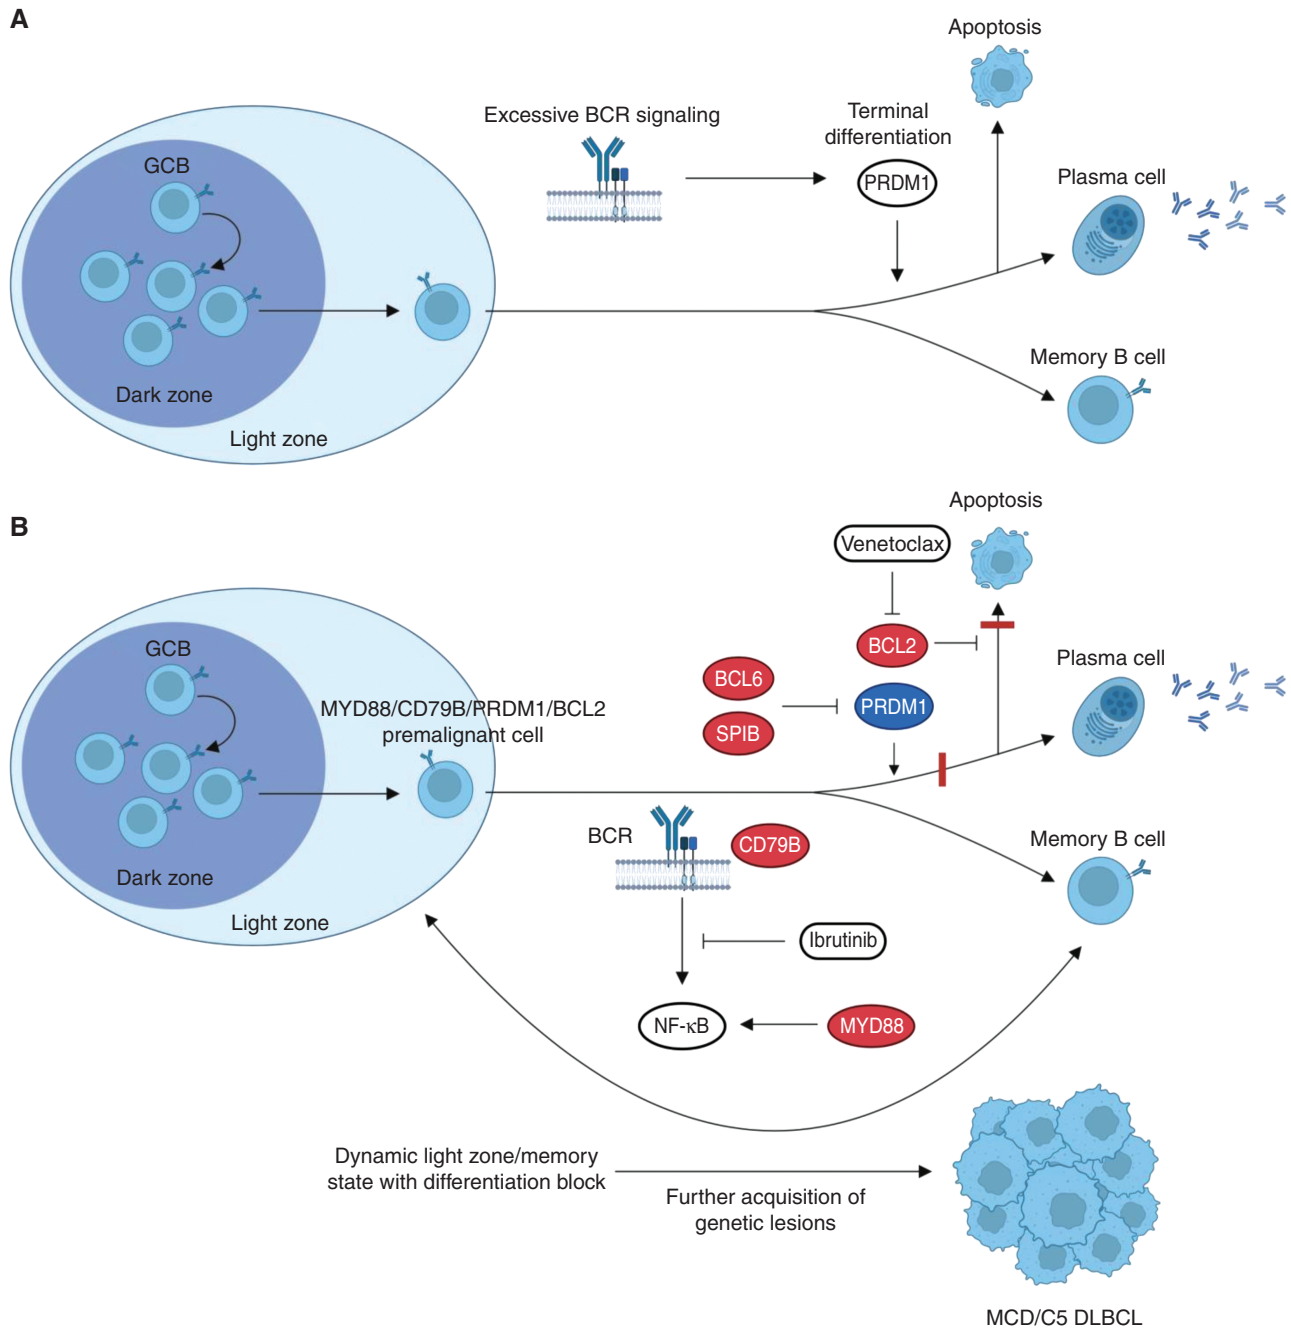 A
Apoptosis
Excessive BCR signaling
Terminal
differentiation
PRDM1
GCB
Plasma cell
Memory B cell
Dark zone
Light zone
B
Apoptosis
Venetoclax
BCL2
BCL6
PRDM1
SPIB
GCB
Plasma cell
MYD88/CD79B/PRDM1/BCL2
premalignant cell
BCR
CD79B
Memory B cell
Dark zone
Light zone
Ibrutinib
NF-κB
MYD88
Dynamic light zone/memory
state with differentiation block
Further acquisition of
genetic lesions
MCD/C5 DLBCL